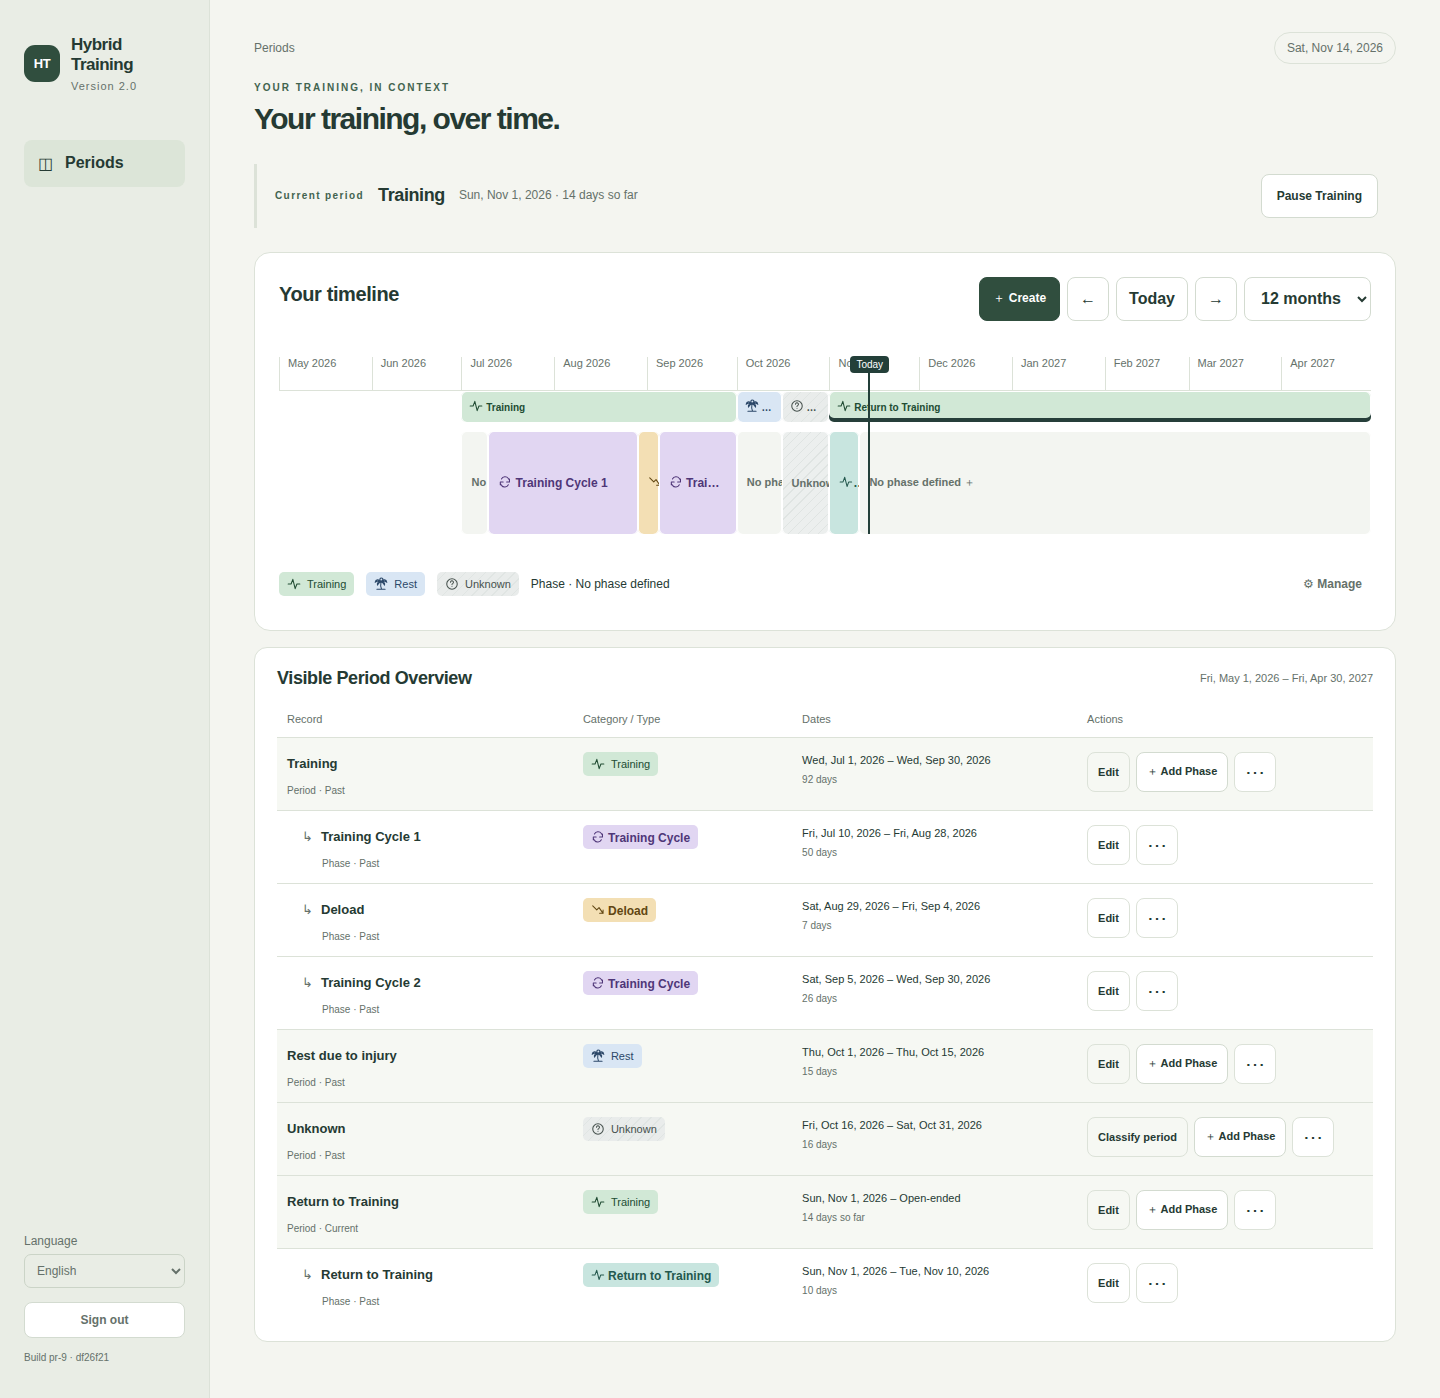 HT
Hybrid
Training
Version 2.0
Periods
Language
English
Sign out
Build pr-9 · df26f21
Periods
Sat, Nov 14, 2026
YOUR TRAINING, IN CONTEXT
Your training, over time.
Current period Training Sun, Nov 1, 2026 · 14 days so far
Pause Training
Your timeline
+ Create ← Today → 12 months
May 2026 Jun 2026 Jul 2026 Aug 2026 Sep 2026 Oct 2026 No Today Dec 2026 Jan 2027 Feb 2027 Mar 2027 Apr 2027
Training ... ... Return to Training
No Training Cycle 1 Trai... No pha Unknow ... No phase defined +
Training Rest Unknown Phase · No phase defined
⚙ Manage
Visible Period Overview
Fri, May 1, 2026 – Fri, Apr 30, 2027
Record Category / Type Dates Actions
Training Training Wed, Jul 1, 2026 – Wed, Sep 30, 2026 Edit + Add Phase ···
Period · Past 92 days
↳ Training Cycle 1 Training Cycle Fri, Jul 10, 2026 – Fri, Aug 28, 2026 Edit ···
Phase · Past 50 days
↳ Deload Deload Sat, Aug 29, 2026 – Fri, Sep 4, 2026 Edit ···
Phase · Past 7 days
↳ Training Cycle 2 Training Cycle Sat, Sep 5, 2026 – Wed, Sep 30, 2026 Edit ···
Phase · Past 26 days
Rest due to injury Rest Thu, Oct 1, 2026 – Thu, Oct 15, 2026 Edit + Add Phase ···
Period · Past 15 days
Unknown Unknown Fri, Oct 16, 2026 – Sat, Oct 31, 2026 Classify period + Add Phase ···
Period · Past 16 days
Return to Training Training Sun, Nov 1, 2026 – Open-ended Edit + Add Phase ···
Period · Current 14 days so far
↳ Return to Training Return to Training Sun, Nov 1, 2026 – Tue, Nov 10, 2026 Edit ···
Phase · Past 10 days